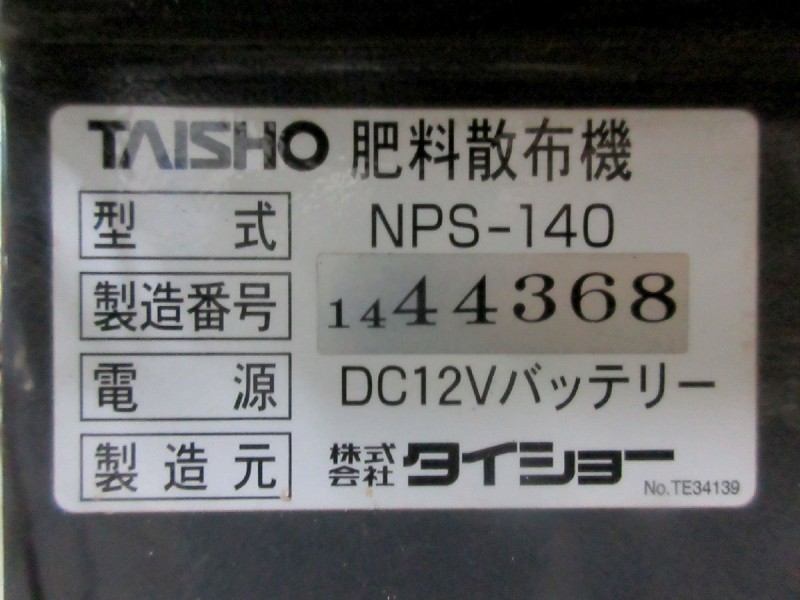 TAISHO 肥料散布機
型式 NPS-140
製造番号 1444368
電源 DC12Vバッテリー
製造元 株式会社 タイショー
No.TE34139